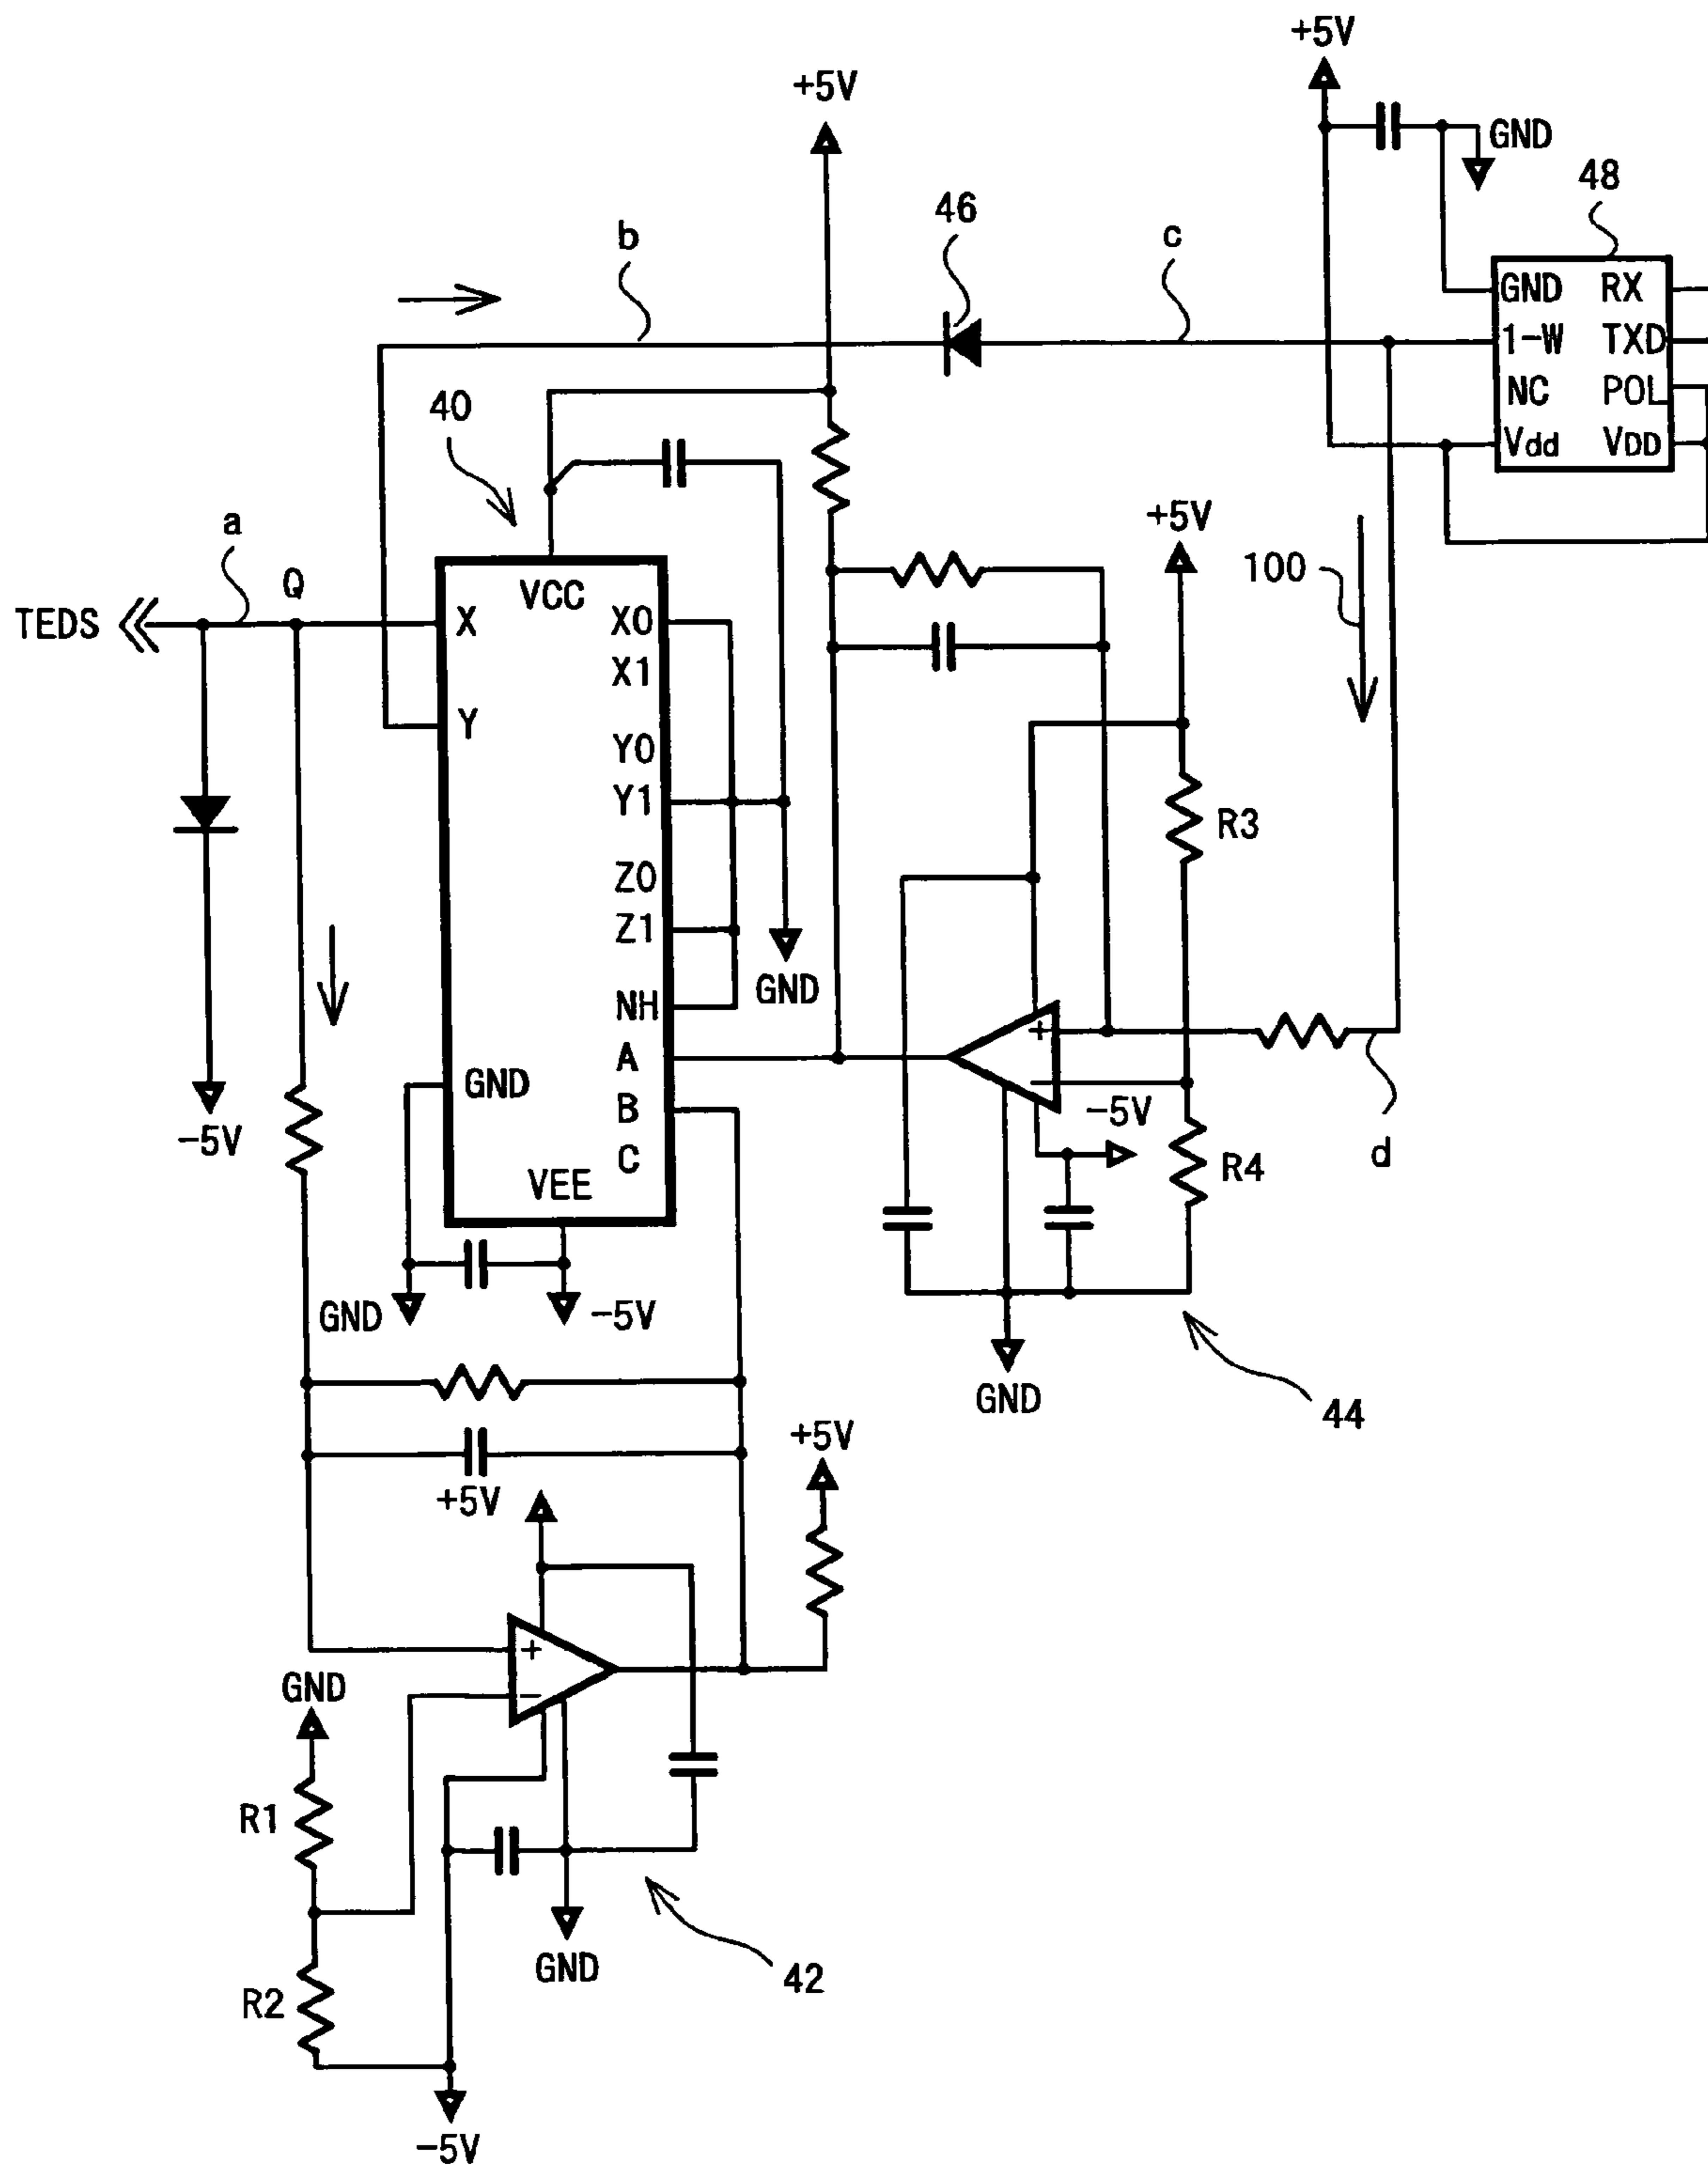 +5V
+5V
GND
48
46
b
c
GND RX
1-W TXD
NC POL
Vdd VDD
40
+5V
a
Q
100
TEDS
VCC
X X0
X1
Y
Y0
Y1
R3
Z0
Z1
GND
NH
+
A
GND
−
-5V
B
-5V
C
d
R4
VEE
GND
-5V
GND
44
+5V
+5V
+
GND
−
R1
GND
42
R2
-5V